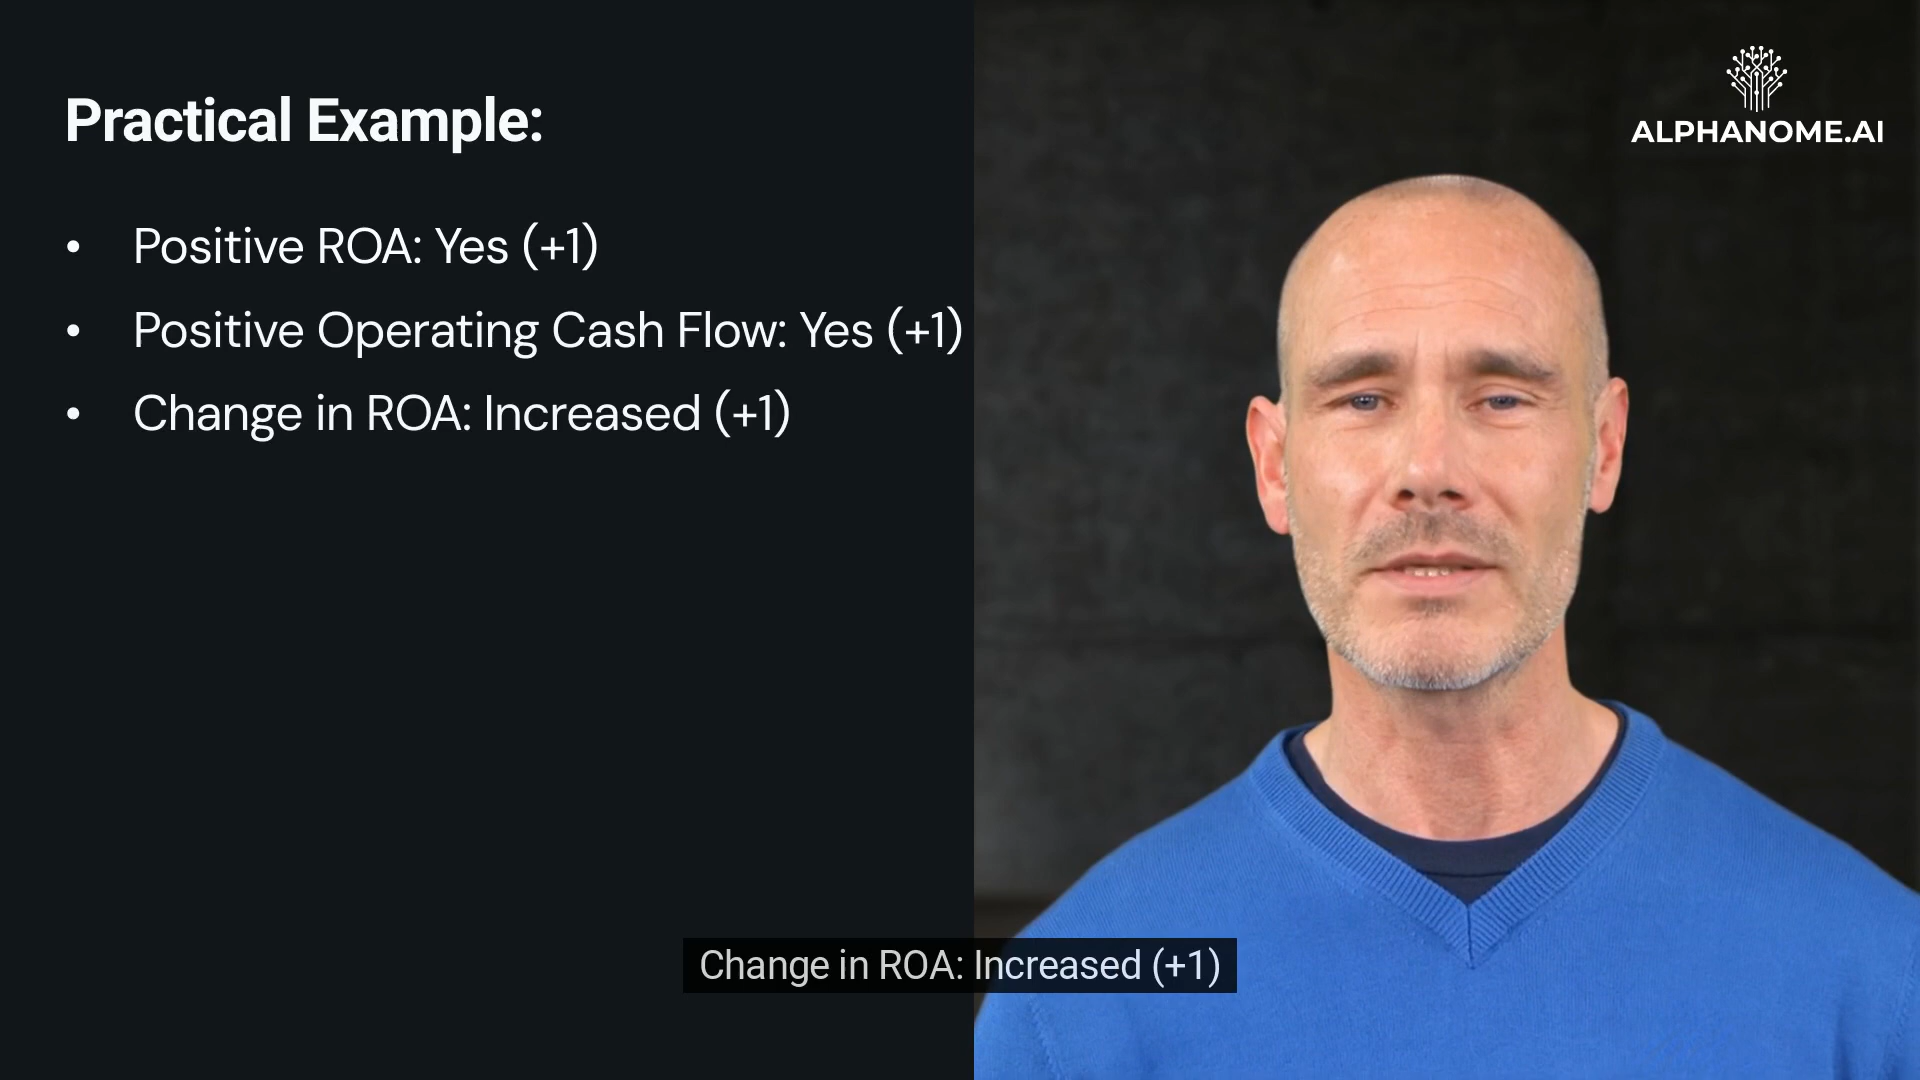 Practical Example:
• Positive ROA: Yes (+1)
• Positive Operating Cash Flow: Yes (+1)
• Change in ROA: Increased (+1)
ALPHANOME.AI
Change in ROA: Increased (+1)